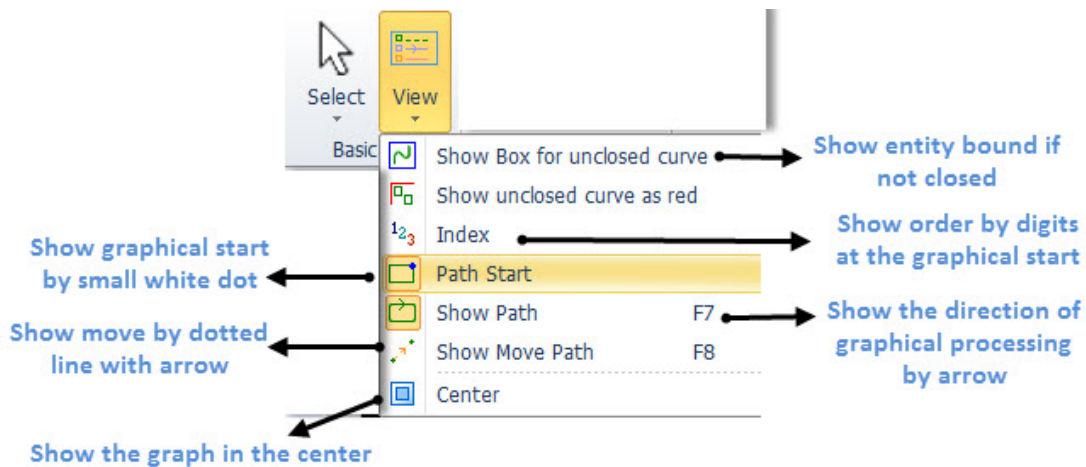 Select
View
Basic
Show Box for unclosed curve
Show unclosed curve as red
1 2 3 Index
Path Start
Show Path F7
Show Move Path F8
Center
Show entity bound if
not closed
Show order by digits
at the graphical start
Show the direction of
graphical processing
by arrow
Show graphical start
by small white dot
Show move by dotted
line with arrow
Show the graph in the center